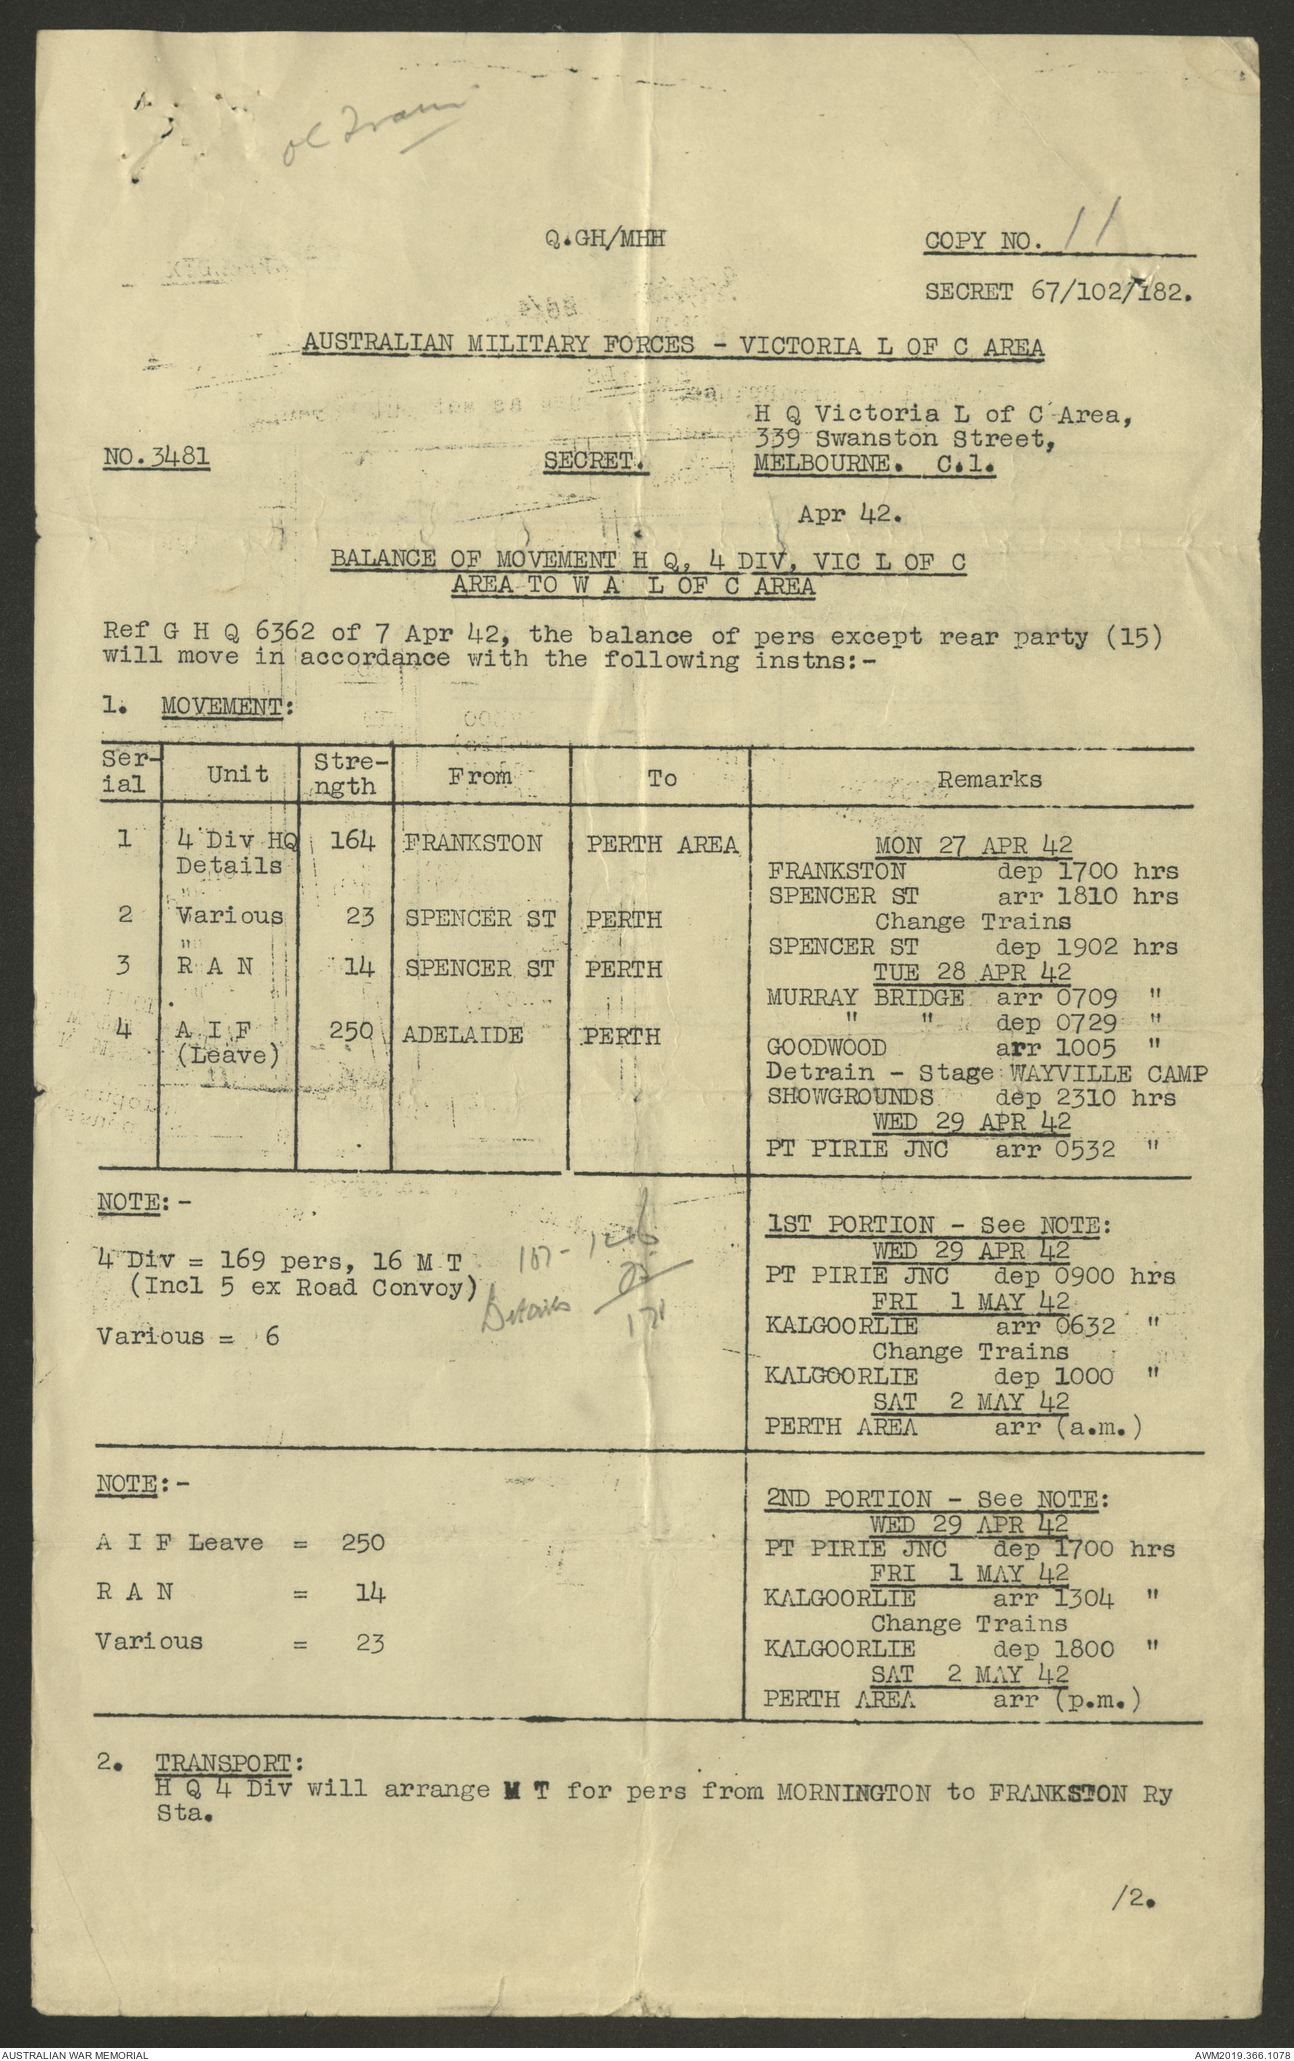 OC Train
Q.GH/MHH
COPY NO. 11
SECRET 67/102/182.
AUSTRALIAN MILITARY FORCES - VICTORIA L OF C AREA
H Q Victoria L of C Area,
339 Swanston Street,
NO.3481 SECRET. MELBOURNE. C.1.
Apr 42.
BALANCE OF MOVEMENT H Q, 4 DIV, VIC L OF C
AREA TO W A L OF C AREA
Ref G H Q 6362 of 7 Apr 42, the balance of pers except rear party (15)
will move in accordance with the following instns:-
1. MOVEMENT:
Ser- Unit Stre- From To Remarks
ial ngth
1 4 Div HQ 164 FRANKSTON PERTH AREA MON 27 APR 42
Details FRANKSTON dep 1700 hrs
" SPENCER ST arr 1810 hrs
2 Various 23 SPENCER ST PERTH Change Trains
" SPENCER ST dep 1902 hrs
3 R A N 14 SPENCER ST PERTH TUE 28 APR 42
MURRAY BRIDGE arr 0709 "
" " dep 0729 "
4 A I F 250 ADELAIDE PERTH GOODWOOD arr 1005 "
(Leave) Detrain - Stage WAYVILLE CAMP
SHOWGROUNDS dep 2310 hrs
WED 29 APR 42
PT PIRIE JNC arr 0532 "
NOTE:-
4 Div = 169 pers, 16 M T
(Incl 5 ex Road Convoy)
Details
Various = 6
1ST PORTION - See NOTE:
WED 29 APR 42
PT PIRIE JNC dep 0900 hrs
FRI 1 MAY 42
KALGOORLIE arr 0632 "
Change Trains
KALGOORLIE dep 1000 "
SAT 2 MAY 42
PERTH AREA arr (a.m.)
NOTE:-
A I F Leave = 250
R A N = 14
Various = 23
2ND PORTION - See NOTE:
WED 29 APR 42
PT PIRIE JNC dep 1700 hrs
FRI 1 MAY 42
KALGOORLIE arr 1304 "
Change Trains
KALGOORLIE dep 1800 "
SAT 2 MAY 42
PERTH AREA arr (p.m.)
2. TRANSPORT:
H Q 4 Div will arrange M T for pers from MORNINGTON to FRANKSTON Ry
Sta.
/2.
AUSTRALIAN WAR MEMORIAL AWM2019.366.1078